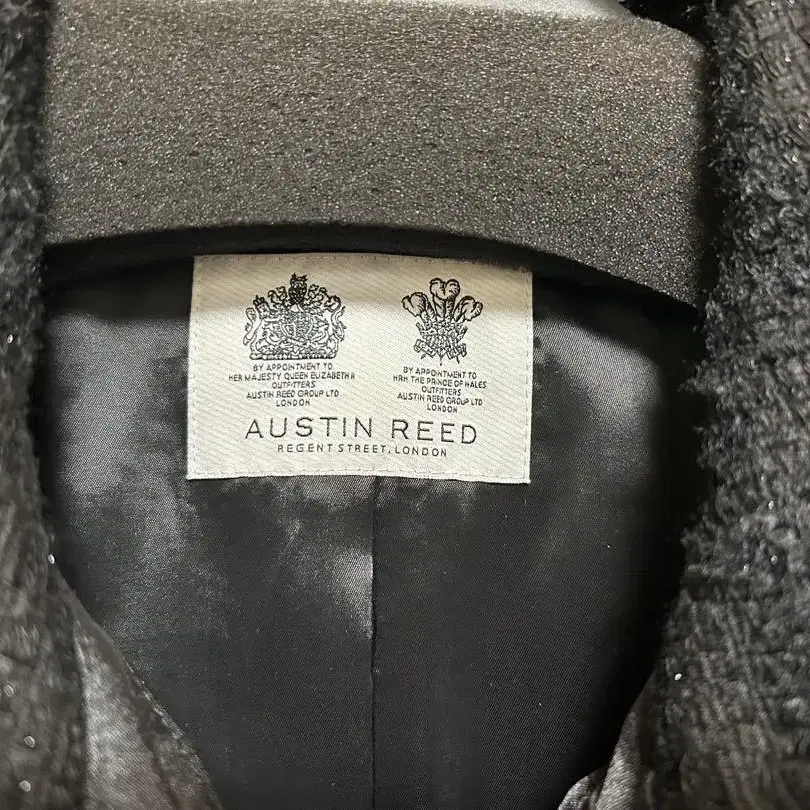 BY APPOINTMENT TO
HER MAJESTY QUEEN ELIZABETH II
OUTFITTERS
AUSTIN REED GROUP LTD
LONDON
BY APPOINTMENT TO
HRH THE PRINCE OF WALES
OUTFITTERS
AUSTIN REED GROUP LTD
LONDON
AUSTIN REED
REGENT STREET, LONDON